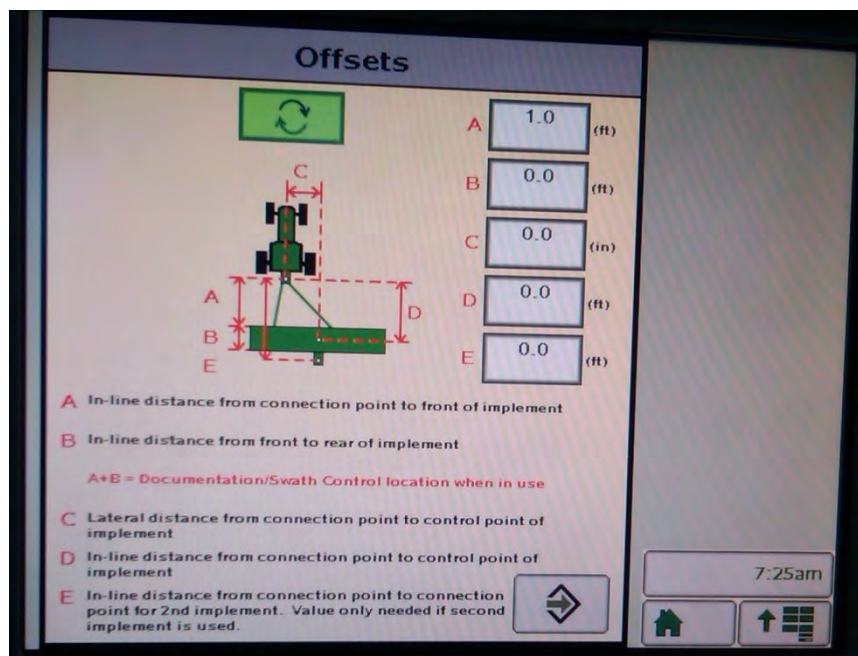 Offsets
A 1.0 (ft)
B 0.0 (ft)
C 0.0 (in)
D 0.0 (ft)
E 0.0 (ft)
C
A
D
B
E
A In-line distance from connection point to front of implement
B In-line distance from front to rear of implement
A+B = Documentation/Swath Control location when in use
C Lateral distance from connection point to control point of
implement
D In-line distance from connection point to control point of
implement
E In-line distance from connection point to connection
point for 2nd implement. Value only needed if second
implement is used.
7:25am